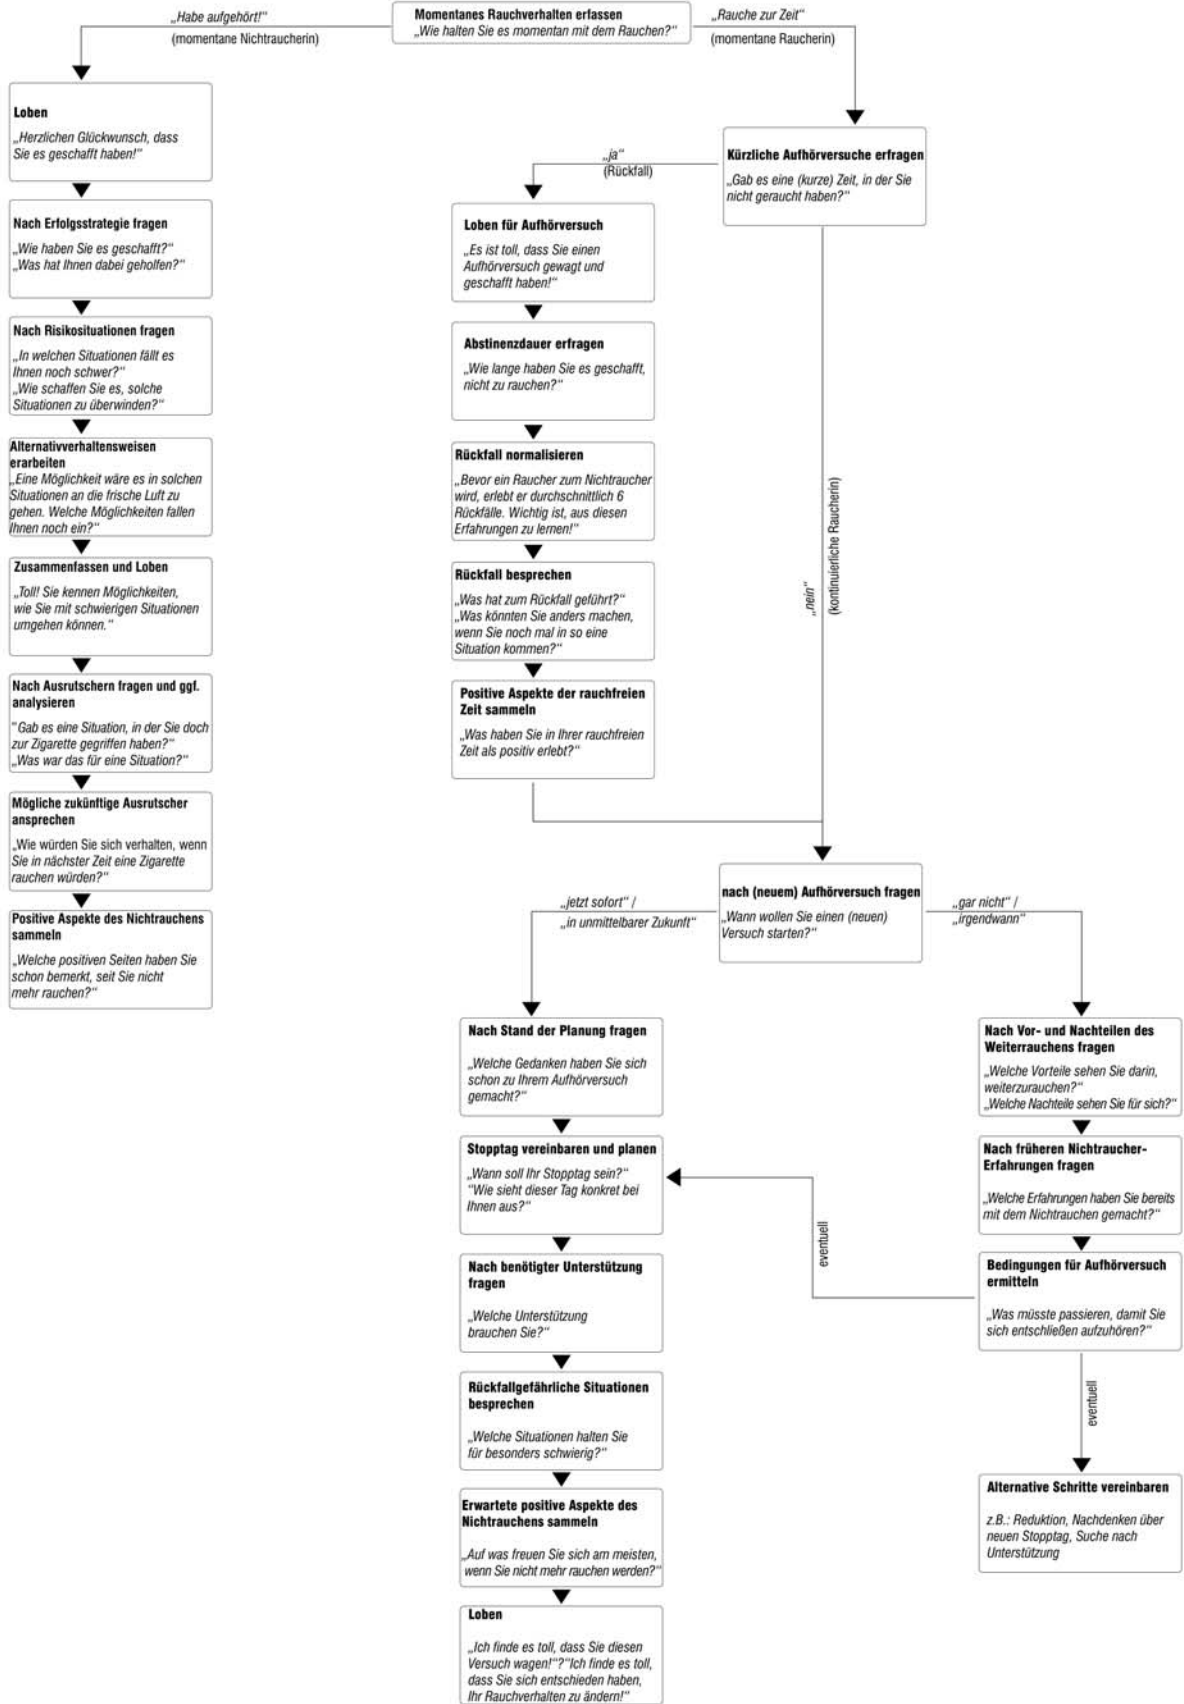 Momentanes Rauchverhalten erfassen
„Wie halten Sie es momentan mit dem Rauchen?“
„Habe aufgehört!“
(momentane Nichtraucherin)
„Rauche zur Zeit“
(momentane Raucherin)
Loben
„Herzlichen Glückwunsch, dass
Sie es geschafft haben!“
Nach Erfolgsstrategie fragen
„Wie haben Sie es geschafft?“
„Was hat Ihnen dabei geholfen?“
Nach Risikosituationen fragen
„In welchen Situationen fällt es
Ihnen noch schwer?“
„Wie schaffen Sie es, solche
Situationen zu überwinden?“
Alternativverhaltensweisen
erarbeiten
„Eine Möglichkeit wäre es in solchen
Situationen an die frische Luft zu
gehen. Welche Möglichkeiten fallen
Ihnen noch ein?“
Zusammenfassen und Loben
„Toll! Sie kennen Möglichkeiten,
wie Sie mit schwierigen Situationen
umgehen können.“
Nach Ausrutschern fragen und ggf.
analysieren
“Gab es eine Situation, in der Sie doch
zur Zigarette gegriffen haben?“
„Was war das für eine Situation?“
Mögliche zukünftige Ausrutscher
ansprechen
„Wie würden Sie sich verhalten, wenn
Sie in nächster Zeit eine Zigarette
rauchen würden?“
Positive Aspekte des Nichtrauchens
sammeln
„Welche positiven Seiten haben Sie
schon bemerkt, seit Sie nicht
mehr rauchen?“
Kürzliche Aufhörversuche erfragen
„Gab es eine (kurze) Zeit, in der Sie
nicht geraucht haben?“
„ja“
(Rückfall)
Loben für Aufhörversuch
„Es ist toll, dass Sie einen
Aufhörversuch gewagt und
geschafft haben!“
Abstinenzdauer erfragen
„Wie lange haben Sie es geschafft,
nicht zu rauchen?“
Rückfall normalisieren
„Bevor ein Raucher zum Nichtraucher
wird, erlebt er durchschnittlich 6
Rückfälle. Wichtig ist, aus diesen
Erfahrungen zu lernen!“
Rückfall besprechen
„Was hat zum Rückfall geführt?“
„Was könnten Sie anders machen,
wenn Sie noch mal in so eine
Situation kommen?“
Positive Aspekte der rauchfreien
Zeit sammeln
„Was haben Sie in Ihrer rauchfreien
Zeit als positiv erlebt?“
„nein“
(kontinuierliche Raucherin)
nach (neuem) Aufhörversuch fragen
„Wann wollen Sie einen (neuen)
Versuch starten?“
„jetzt sofort“ /
„in unmittelbarer Zukunft“
„gar nicht“ /
„irgendwann“
Nach Stand der Planung fragen
„Welche Gedanken haben Sie sich
schon zu Ihrem Aufhörversuch
gemacht?“
Stopptag vereinbaren und planen
„Wann soll Ihr Stopptag sein?“
“Wie sieht dieser Tag konkret bei
Ihnen aus?“
Nach benötigter Unterstützung
fragen
„Welche Unterstützung
brauchen Sie?“
Rückfallgefährliche Situationen
besprechen
„Welche Situationen halten Sie
für besonders schwierig?“
Erwartete positive Aspekte des
Nichtrauchens sammeln
„Auf was freuen Sie sich am meisten,
wenn Sie nicht mehr rauchen werden?“
Loben
„Ich finde es toll, dass Sie diesen
Versuch wagen!“?“Ich finde es toll,
dass Sie sich entschieden haben,
Ihr Rauchverhalten zu ändern!“
Nach Vor- und Nachteilen des
Weiterrauchens fragen
„Welche Vorteile sehen Sie darin,
weiterzurauchen?“
„Welche Nachteile sehen Sie für sich?“
Nach früheren Nichtraucher-
Erfahrungen fragen
„Welche Erfahrungen haben Sie bereits
mit dem Nichtrauchen gemacht?“
Bedingungen für Aufhörversuch
ermitteln
„Was müsste passieren, damit Sie
sich entschließen aufzuhören?“
eventuell
eventuell
Alternative Schritte vereinbaren
z.B.: Reduktion, Nachdenken über
neuen Stopptag, Suche nach
Unterstützung